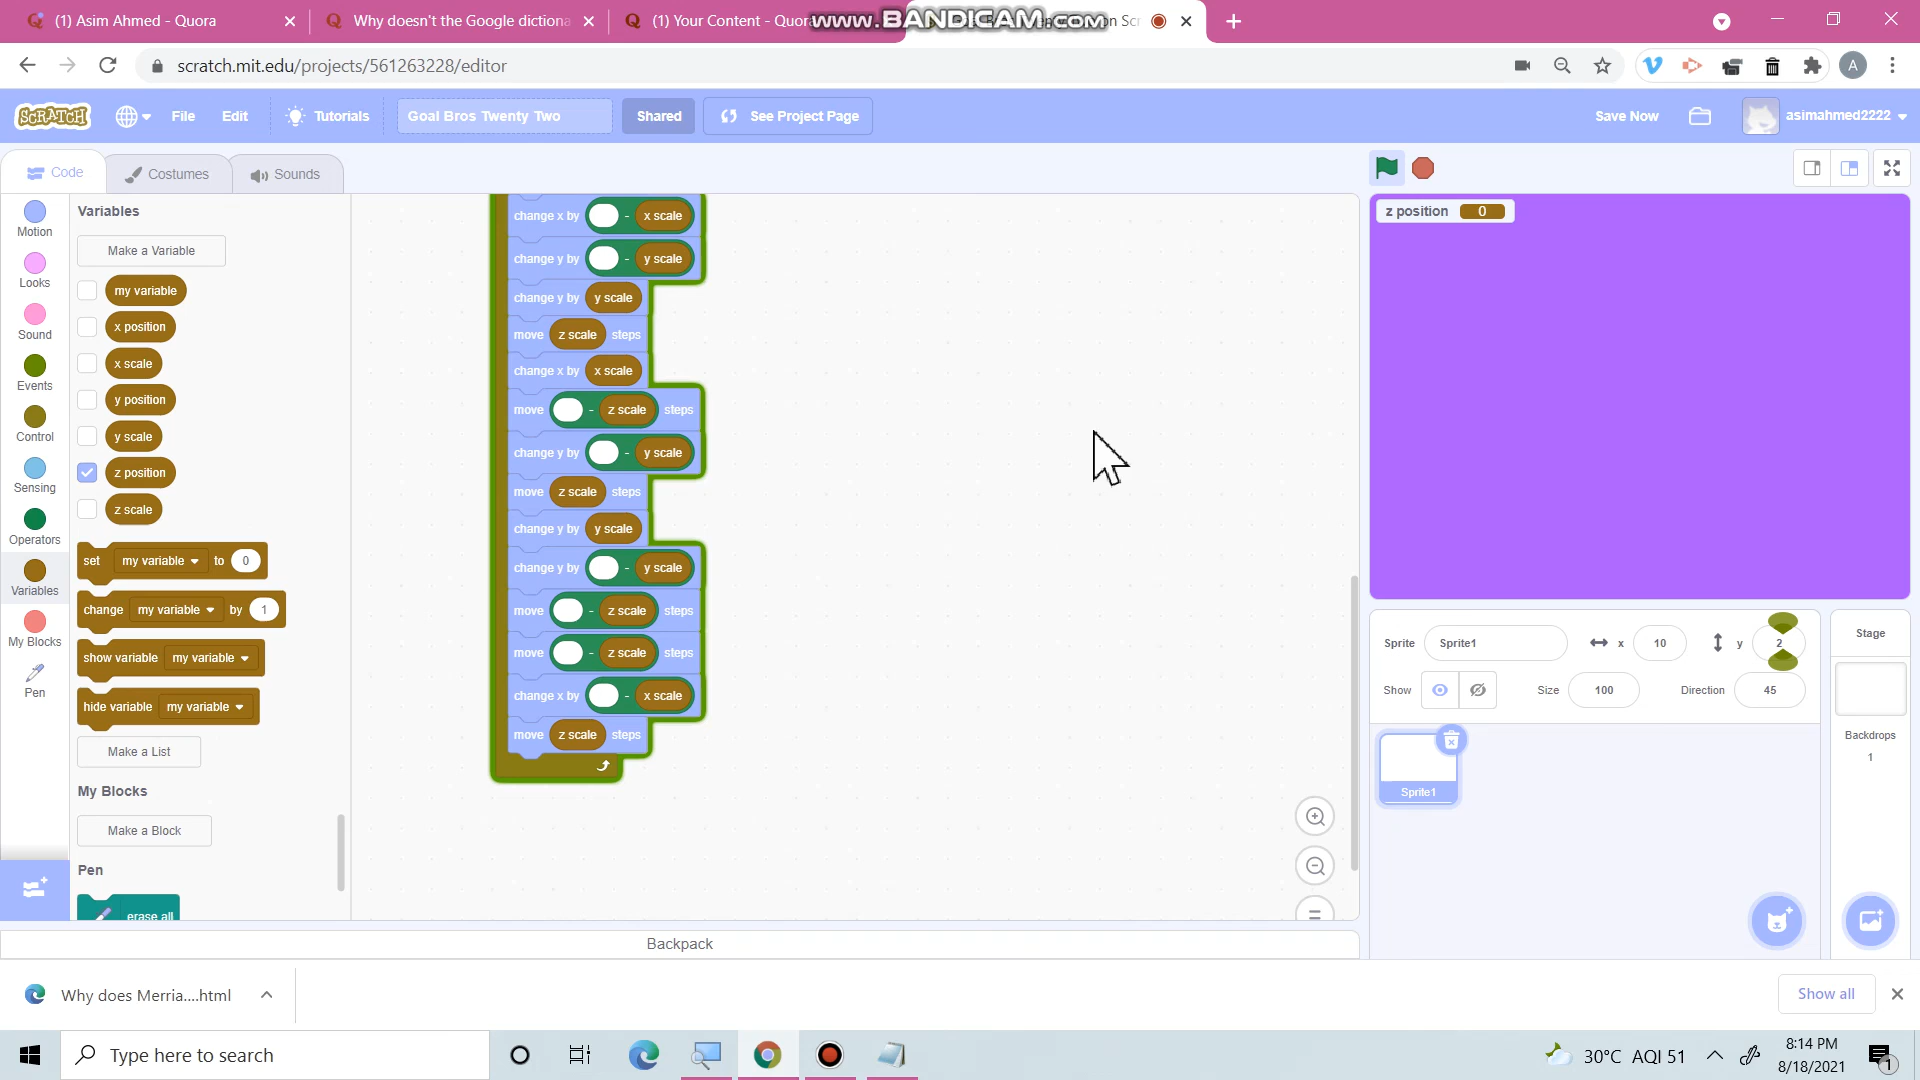 (1) Asim Ahmed - Quora
Why doesn't the Google dictiona
(1) Your Content - Quora
www.BANDICAM.com
scratch.mit.edu/projects/561263228/editor
A
SCRATCH
File
Edit
Tutorials
Goal Bros Twenty Two
Shared
See Project Page
Save Now
asimahmed2222
Code
Costumes
Sounds
Motion
Looks
Sound
Events
Control
Sensing
Operators
Variables
My Blocks
Pen
Variables
Make a Variable
my variable
x position
x scale
y position
y scale
z position
z scale
set my variable to 0
change my variable by 1
show variable my variable
hide variable my variable
Make a List
My Blocks
Make a Block
Pen
erase all
change x by - x scale
change y by - y scale
change y by y scale
move z scale steps
change x by x scale
move - z scale steps
change y by - y scale
move z scale steps
change y by y scale
change y by - y scale
move - z scale steps
move - z scale steps
change x by - x scale
move z scale steps
z position 0
Sprite Sprite1 x 10 y 2
Show Size 100 Direction 45
Sprite1
Stage
Backdrops
1
Backpack
Why does Merria....html
Show all
Type here to search
30°C AQI 51
8:14 PM
8/18/2021
1